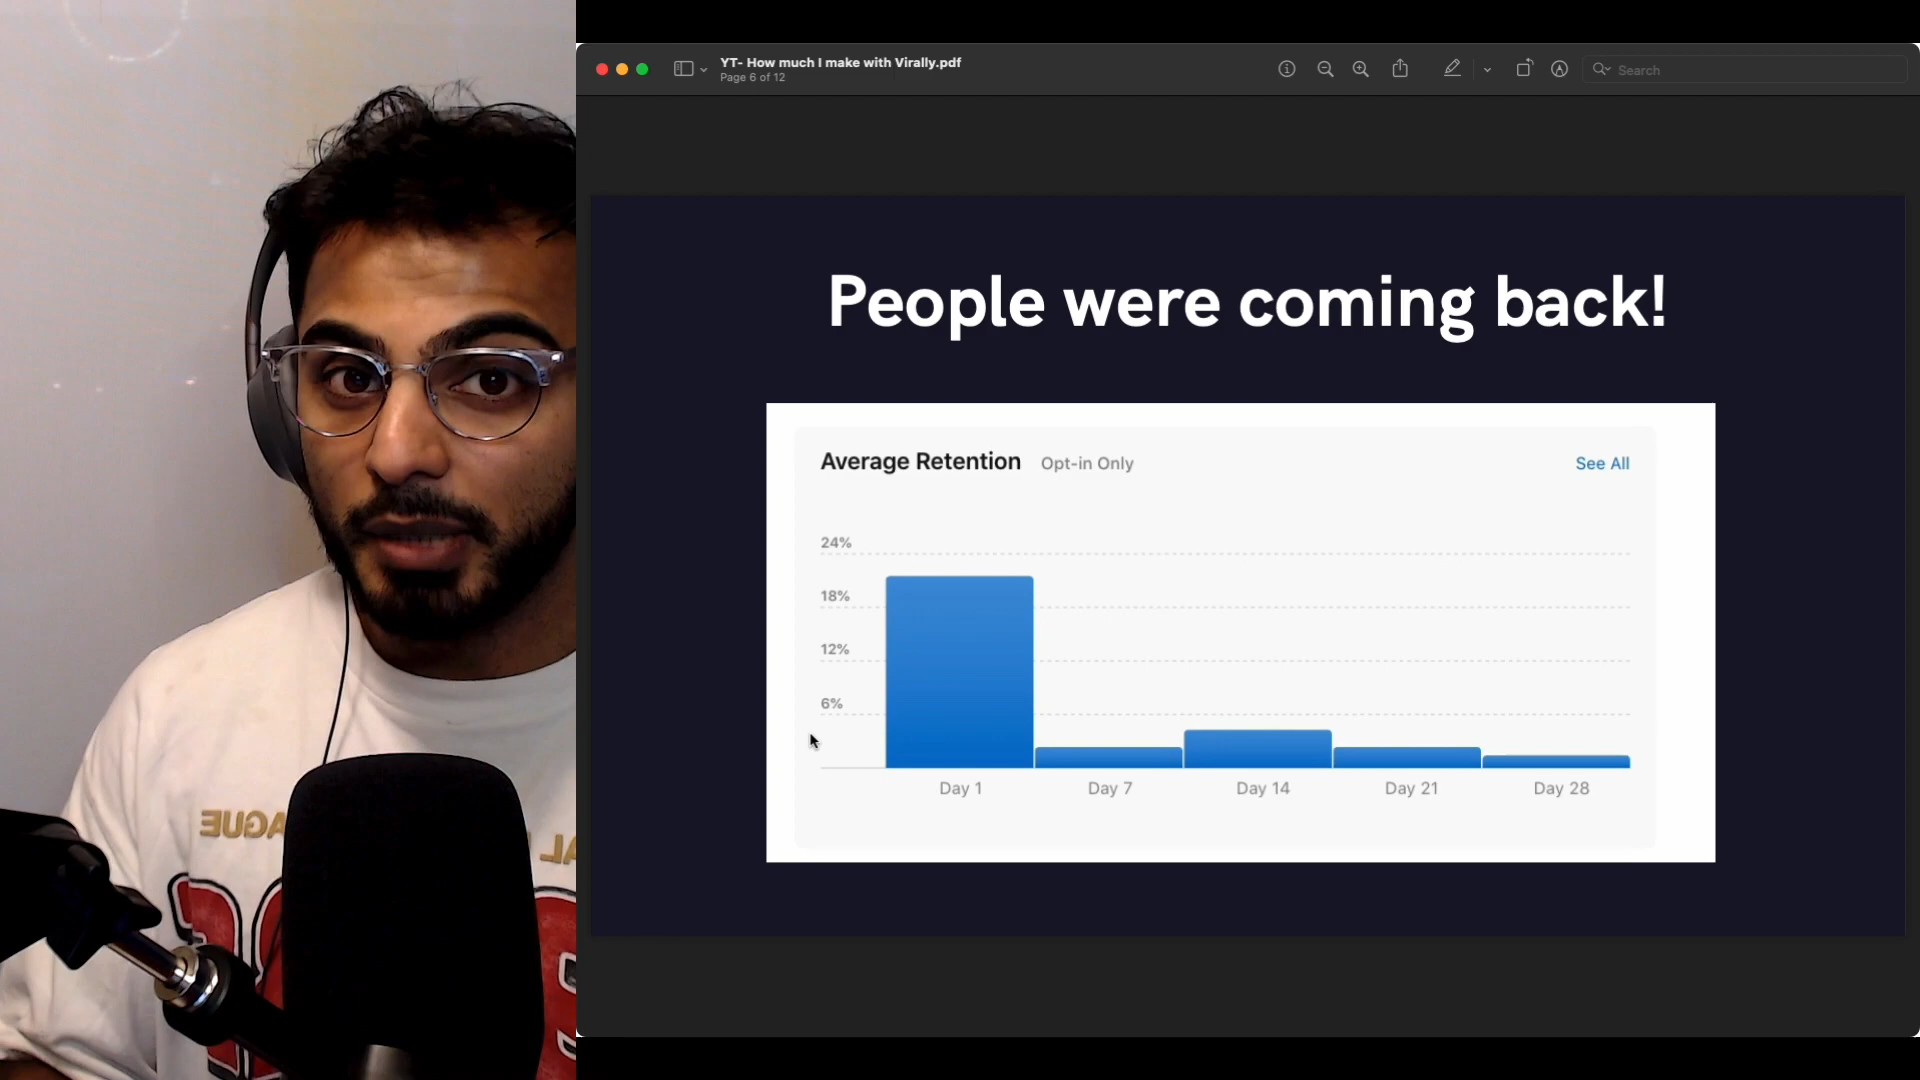 YT- How much I make with Virally.pdf
Page 6 of 12
Search
People were coming back!
Average Retention Opt-in Only See All
24%
18%
12%
6%
Day 1 Day 7 Day 14 Day 21 Day 28